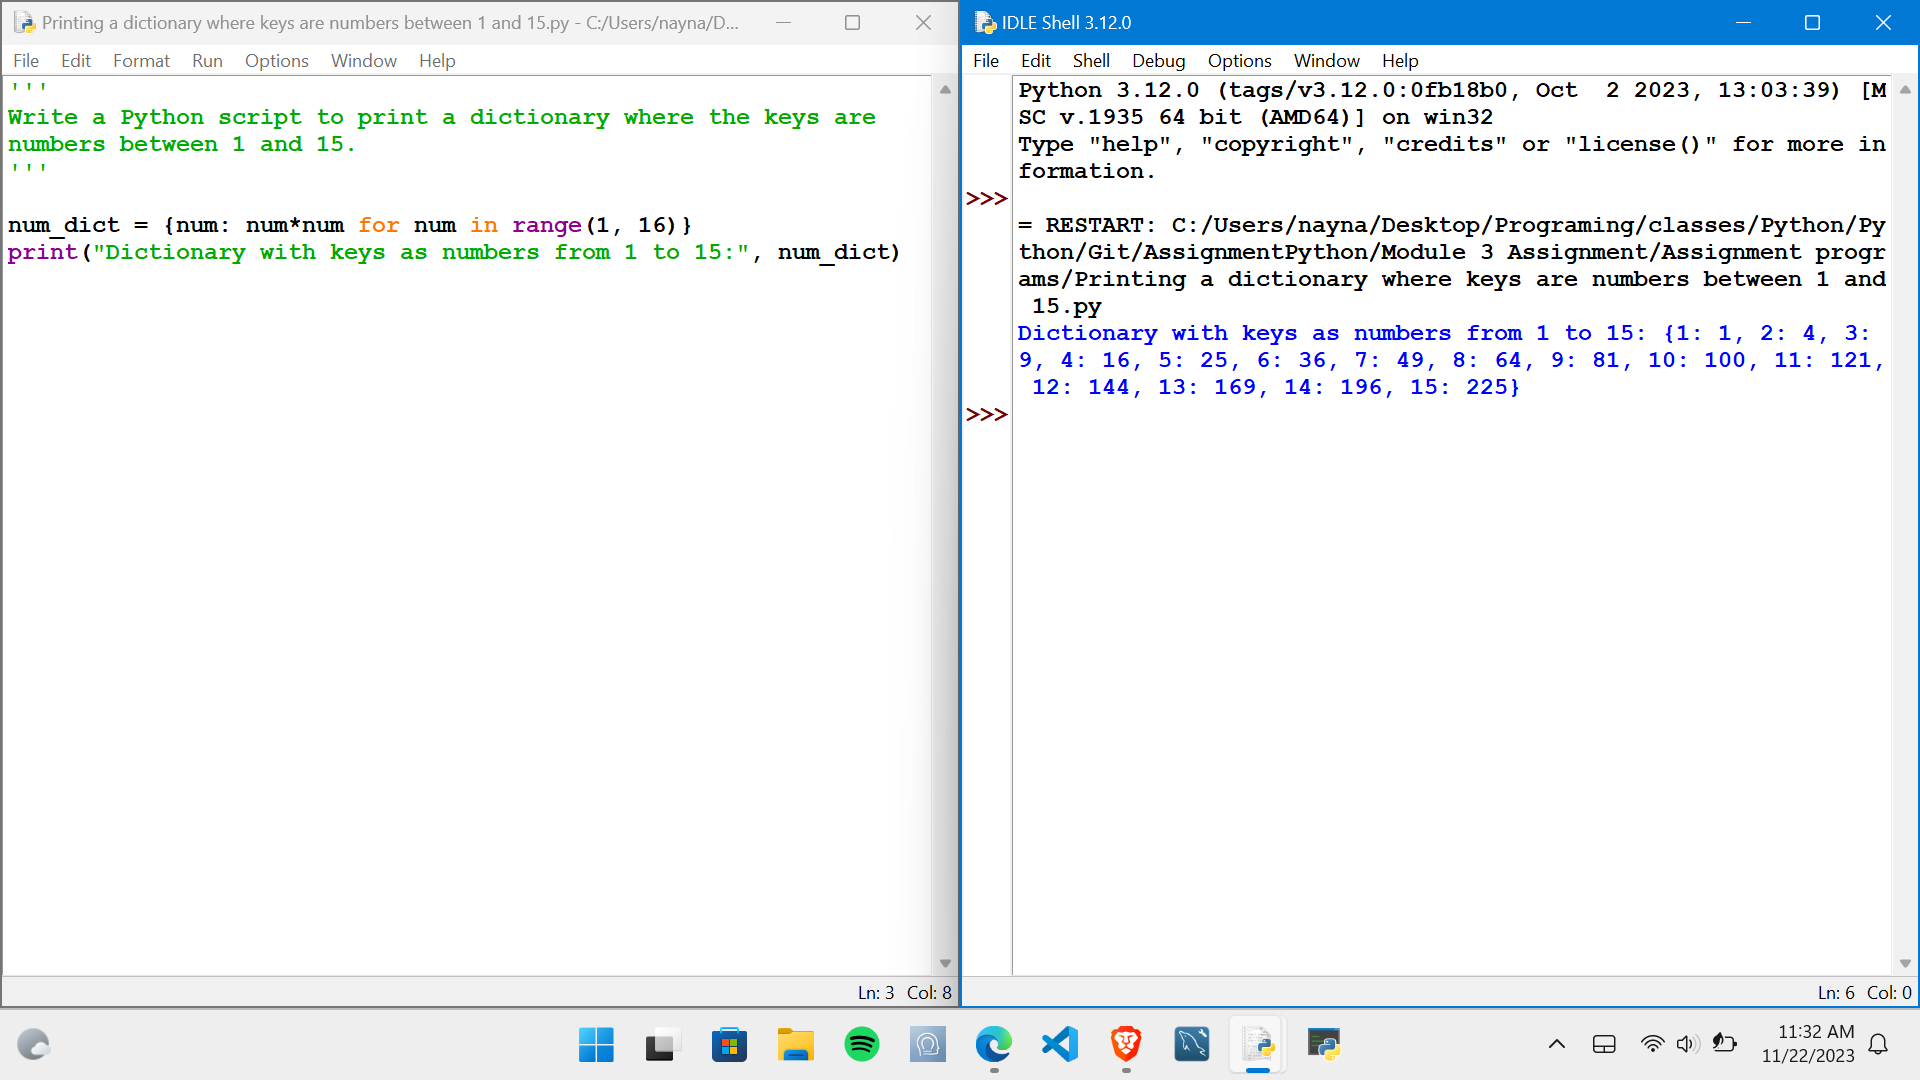 Printing a dictionary where keys are numbers between 1 and 15.py - C:/Users/nayna/D...
File Edit Format Run Options Window Help
'''
Write a Python script to print a dictionary where the keys are
numbers between 1 and 15.
'''
num_dict = {num: num*num for num in range(1, 16)}
print("Dictionary with keys as numbers from 1 to 15:", num_dict)
Ln: 3 Col: 8
IDLE Shell 3.12.0
File Edit Shell Debug Options Window Help
Python 3.12.0 (tags/v3.12.0:0fb18b0, Oct  2 2023, 13:03:39) [M
SC v.1935 64 bit (AMD64)] on win32
Type "help", "copyright", "credits" or "license()" for more in
formation.
>>>
= RESTART: C:/Users/nayna/Desktop/Programing/classes/Python/Py
thon/Git/AssignmentPython/Module 3 Assignment/Assignment progr
ams/Printing a dictionary where keys are numbers between 1 and
 15.py
Dictionary with keys as numbers from 1 to 15: {1: 1, 2: 4, 3:
9, 4: 16, 5: 25, 6: 36, 7: 49, 8: 64, 9: 81, 10: 100, 11: 121,
 12: 144, 13: 169, 14: 196, 15: 225}
>>>
Ln: 6 Col: 0
11:32 AM
11/22/2023